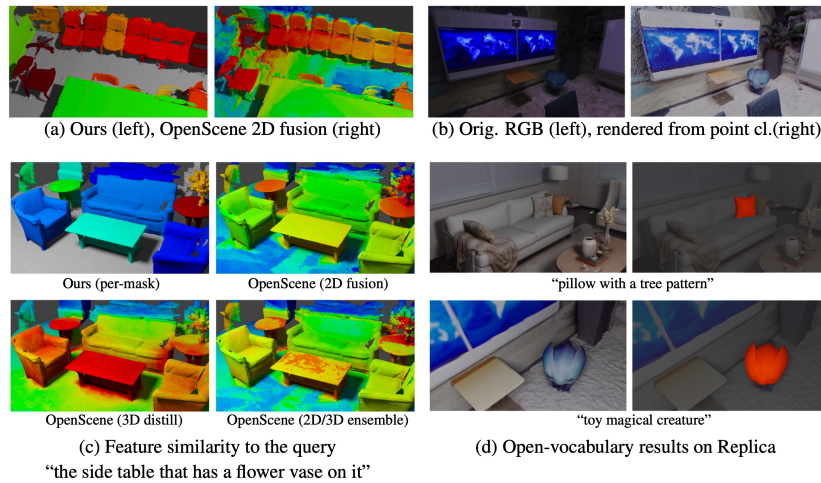 (a) Ours (left), OpenScene 2D fusion (right)
(b) Orig. RGB (left), rendered from point cl.(right)
Ours (per-mask)
OpenScene (2D fusion)
OpenScene (3D distill)
OpenScene (2D/3D ensemble)
(c) Feature similarity to the query
“the side table that has a flower vase on it”
“pillow with a tree pattern”
“toy magical creature”
(d) Open-vocabulary results on Replica